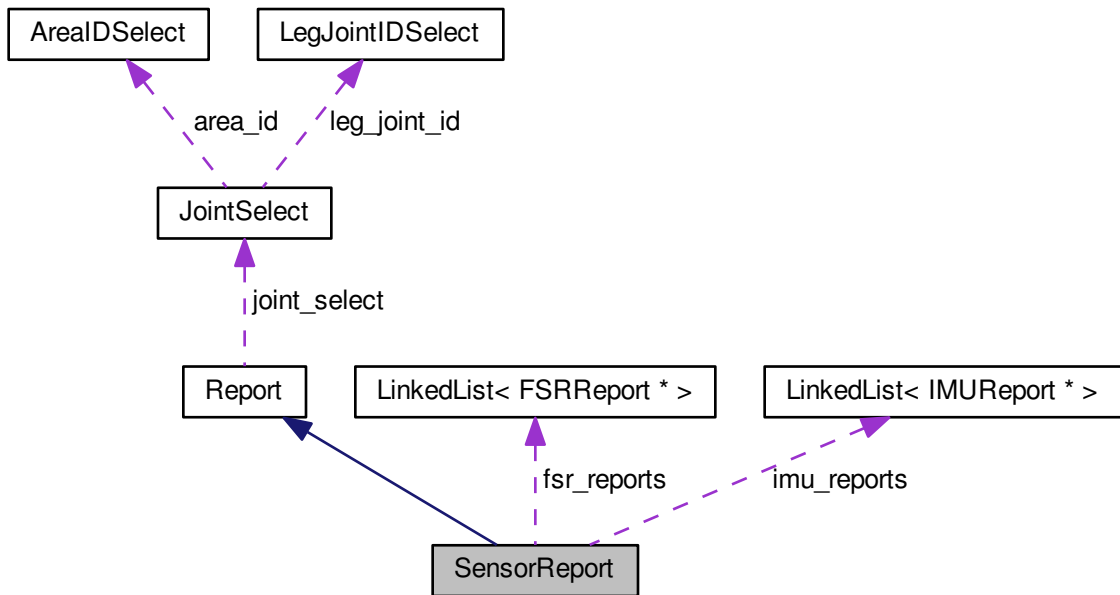 AreaIDSelect
LegJointIDSelect
area_id
leg_joint_id
JointSelect
joint_select
Report
LinkedList< FSRReport * >
LinkedList< IMUReport * >
fsr_reports
imu_reports
SensorReport